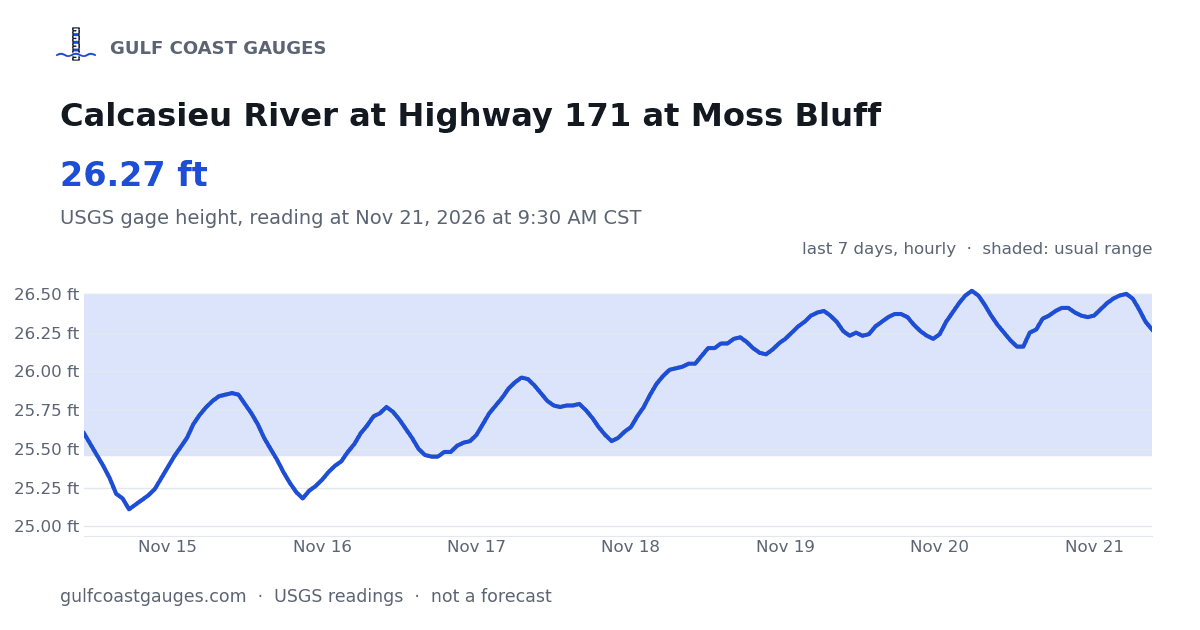 GULF COAST GAUGES
Calcasieu River at Highway 171 at Moss Bluff
26.27 ft
USGS gage height, reading at Nov 21, 2026 at 9:30 AM CST
last 7 days, hourly · shaded: usual range
26.50 ft
26.25 ft
26.00 ft
25.75 ft
25.50 ft
25.25 ft
25.00 ft
Nov 15 Nov 16 Nov 17 Nov 18 Nov 19 Nov 20 Nov 21
gulfcoastgauges.com · USGS readings · not a forecast